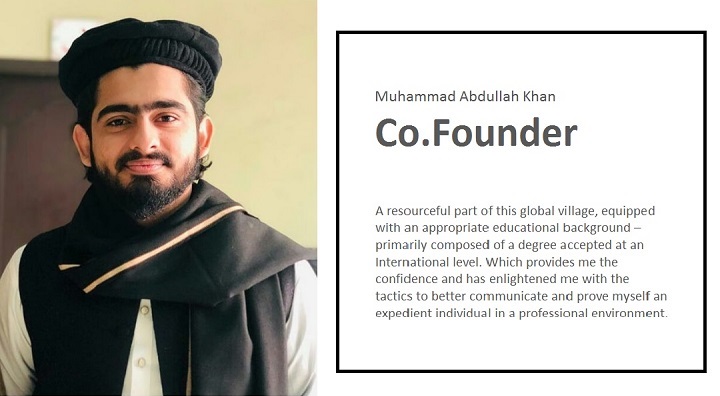 Muhammad Abdullah Khan
Co.Founder
A resourceful part of this global village, equipped
with an appropriate educational background –
primarily composed of a degree accepted at an
International level. Which provides me the
confidence and has enlightened me with the
tactics to better communicate and prove myself an
expedient individual in a professional environment.